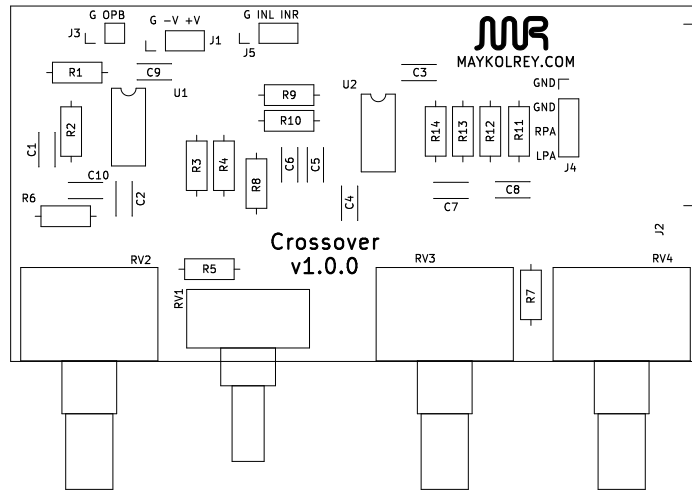 G OPB
J3
G -V +V
J1
G INL INR
J5
MR
MAYKOLREY.COM
R1
C9
U1
R9
U2
C3
GND
GND
R10
R2
C1
R3
R4
R8
C6
C5
R14
R13
R12
R11
RPA
LPA
J4
C10
C2
R6
C4
C7
C8
J2
Crossover
v1.0.0
RV2
R5
RV1
RV3
R7
RV4